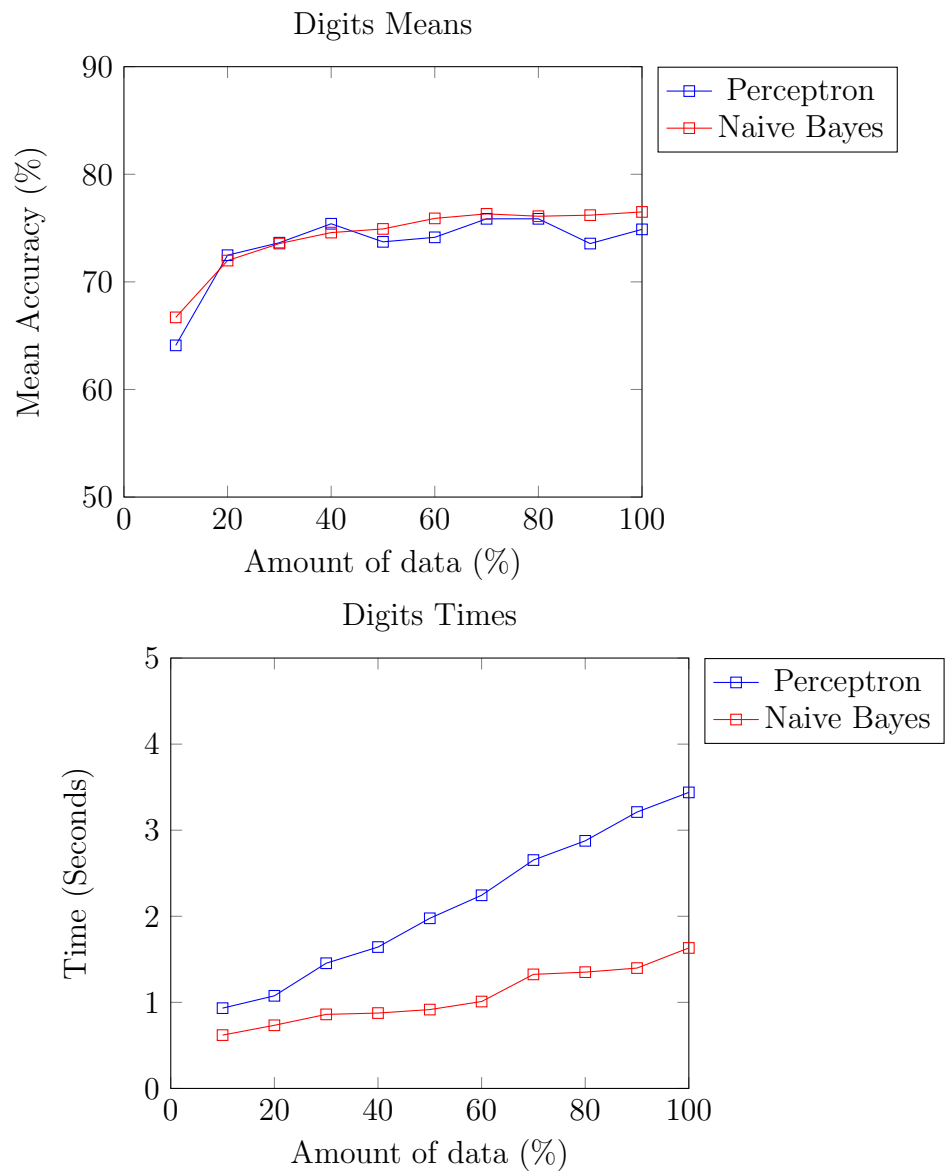 Digits Means
90
80
70
60
50
0
20
40
60
80
100
Mean Accuracy (%)
Amount of data (%)
Perceptron
Naive Bayes
Digits Times
5
4
3
2
1
0
0
20
40
60
80
100
Time (Seconds)
Amount of data (%)
Perceptron
Naive Bayes